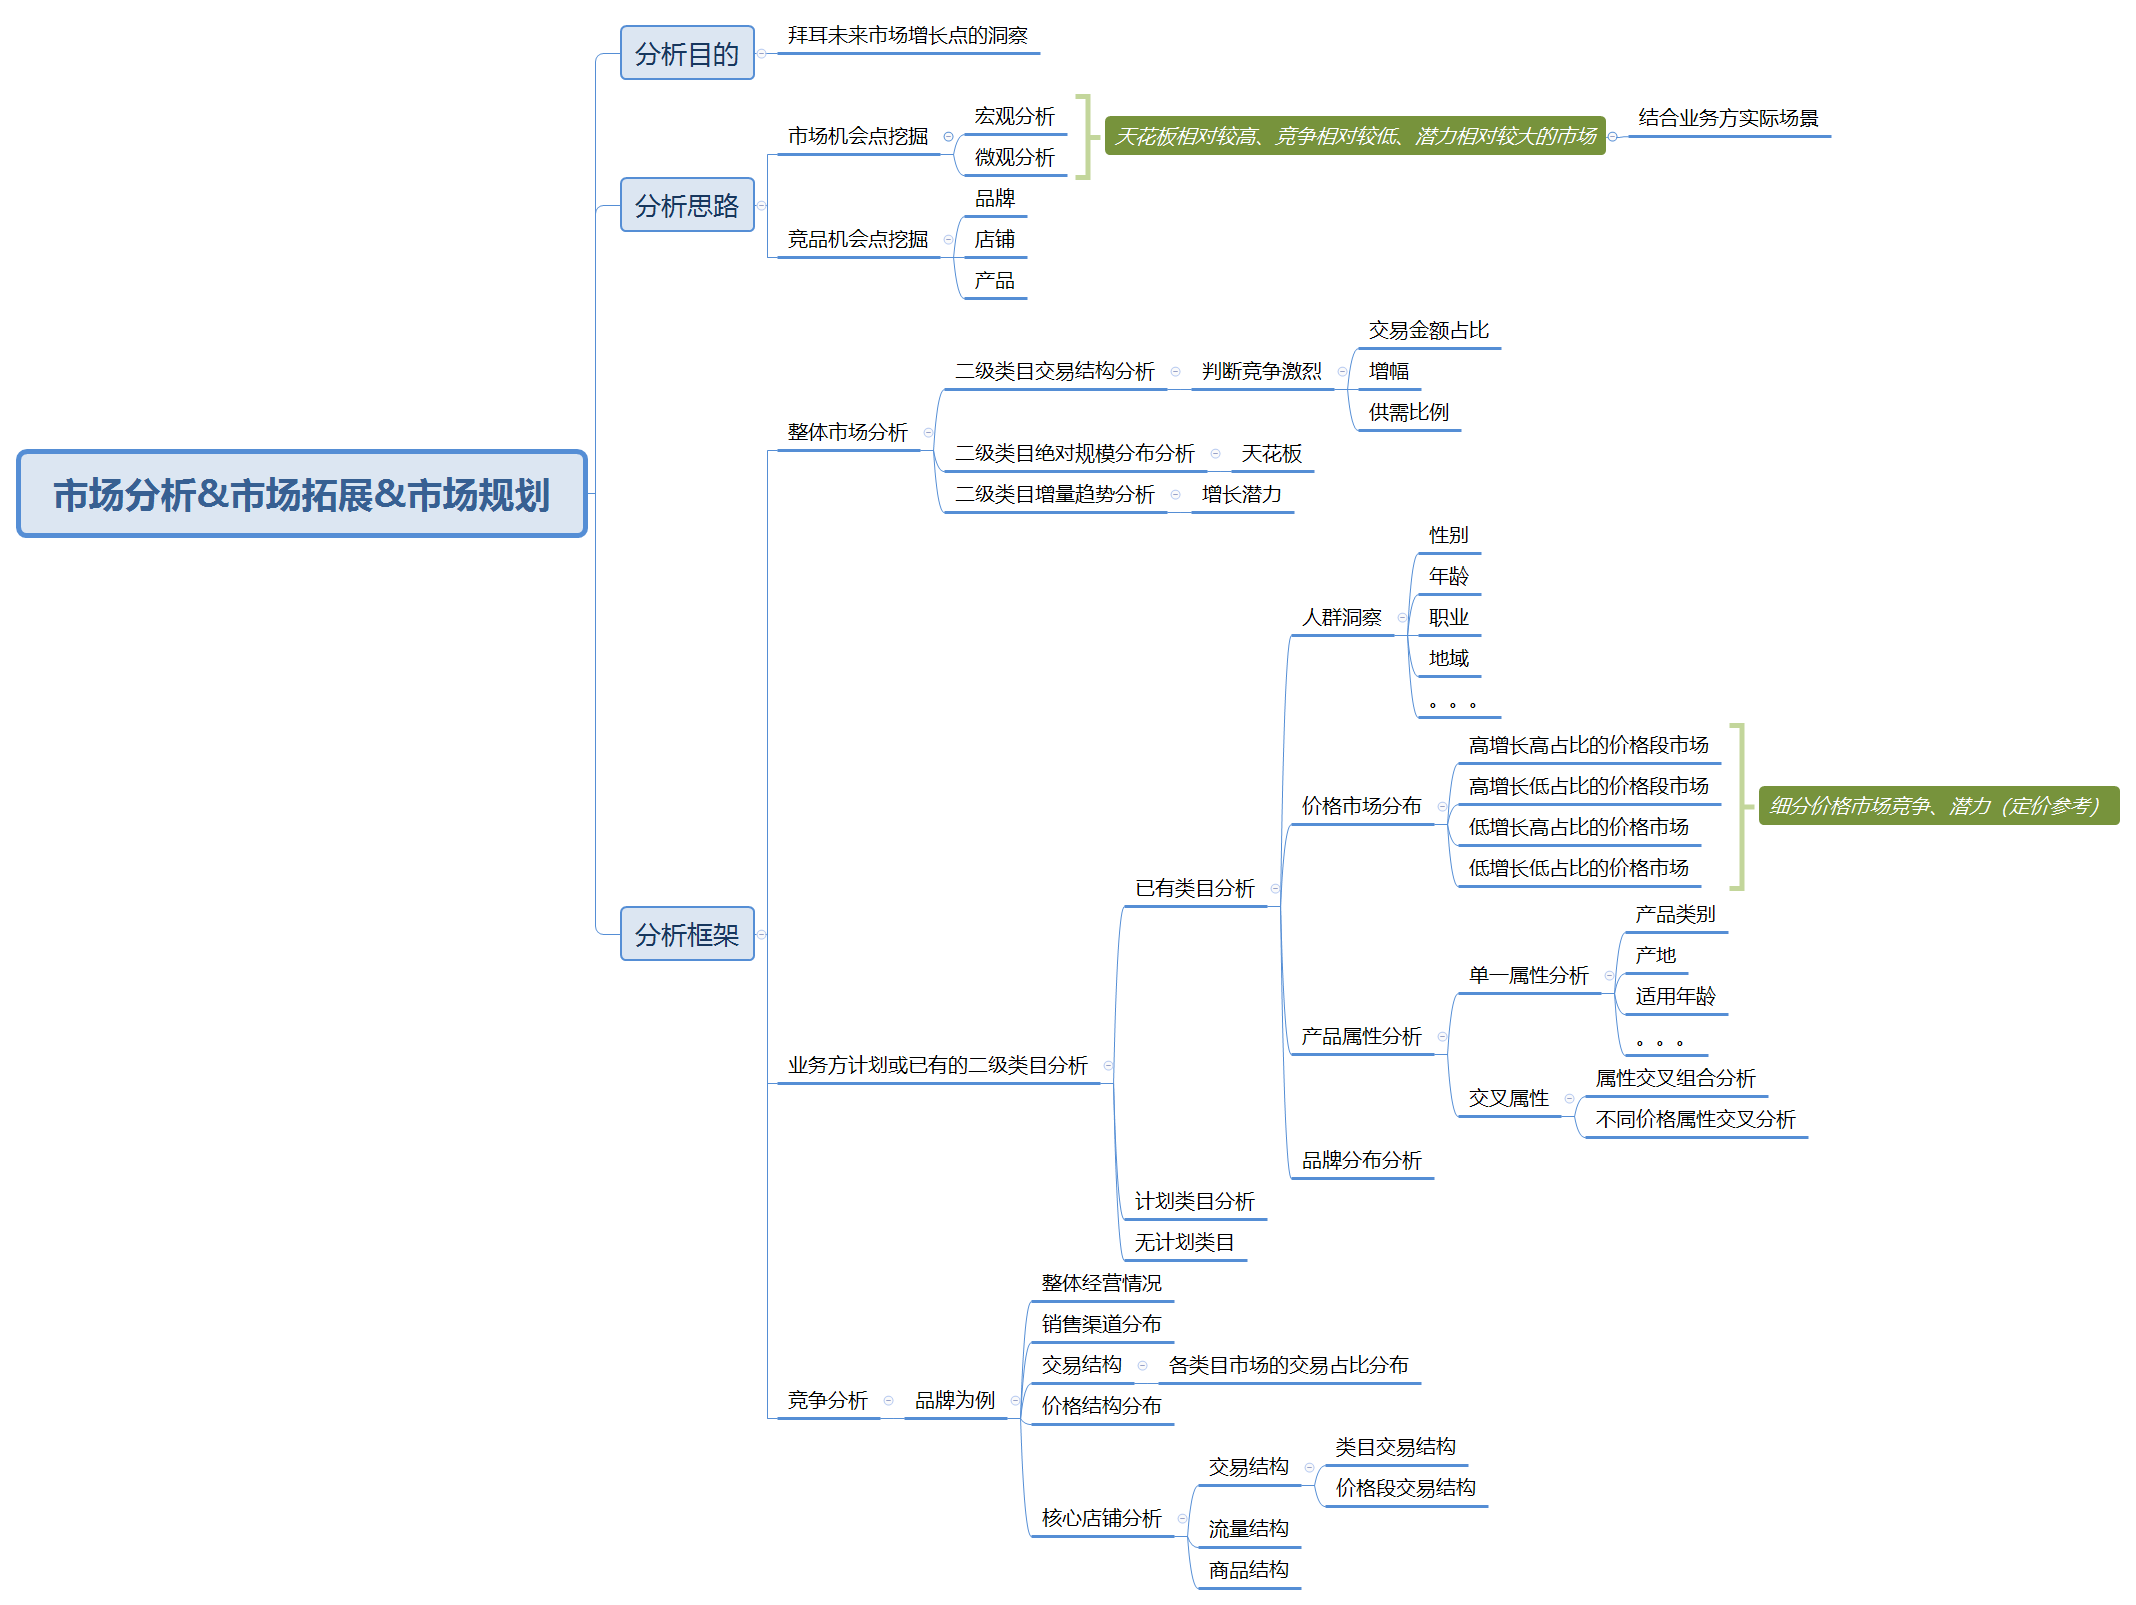 市场分析&市场拓展&市场规划
分析目的
拜耳未来市场增长点的洞察
分析思路
市场机会点挖掘
宏观分析
微观分析
天花板相对较高、竞争相对较低、潜力相对较大的市场
结合业务方实际场景
竞品机会点挖掘
品牌
店铺
产品
分析框架
整体市场分析
二级类目交易结构分析
判断竞争激烈
交易金额占比
增幅
供需比例
二级类目绝对规模分布分析
天花板
二级类目增量趋势分析
增长潜力
业务方计划或已有的二级类目分析
已有类目分析
人群洞察
性别
年龄
职业
地域
。。。
价格市场分布
高增长高占比的价格段市场
高增长低占比的价格段市场
低增长高占比的价格市场
低增长低占比的价格市场
细分价格市场竞争、潜力（定价参考）
产品属性分析
单一属性分析
产品类别
产地
适用年龄
。。。
交叉属性
属性交叉组合分析
不同价格属性交叉分析
品牌分布分析
计划类目分析
无计划类目
竞争分析
品牌为例
整体经营情况
销售渠道分布
交易结构
各类目市场的交易占比分布
价格结构分布
核心店铺分析
交易结构
类目交易结构
价格段交易结构
流量结构
商品结构